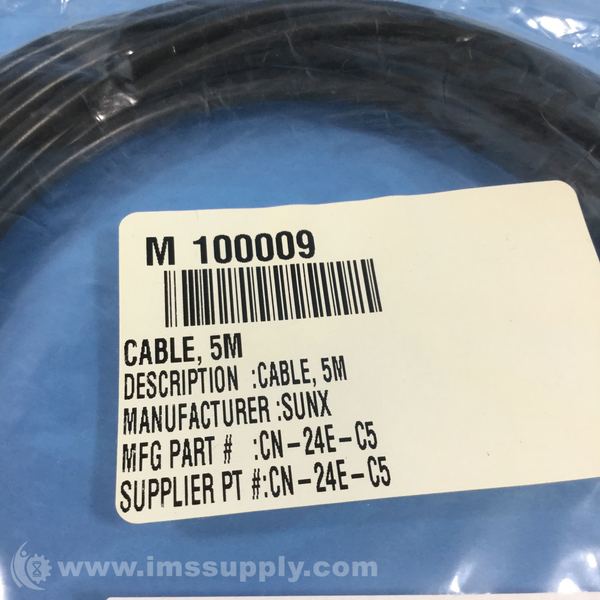 M 100009
CABLE, 5M
DESCRIPTION :CABLE, 5M
MANUFACTURER :SUNX
MFG PART # :CN-24E-C5
SUPPLIER PT #:CN-24E-C5
www.imssupply.com